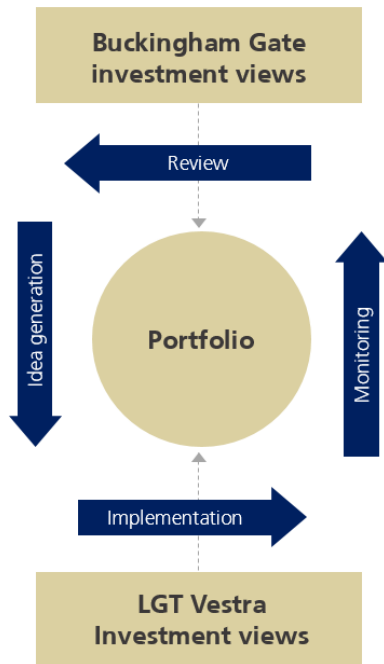 Buckingham Gate
investment views
Review
Idea generation
Portfolio
Monitoring
Implementation
LGT Vestra
Investment views